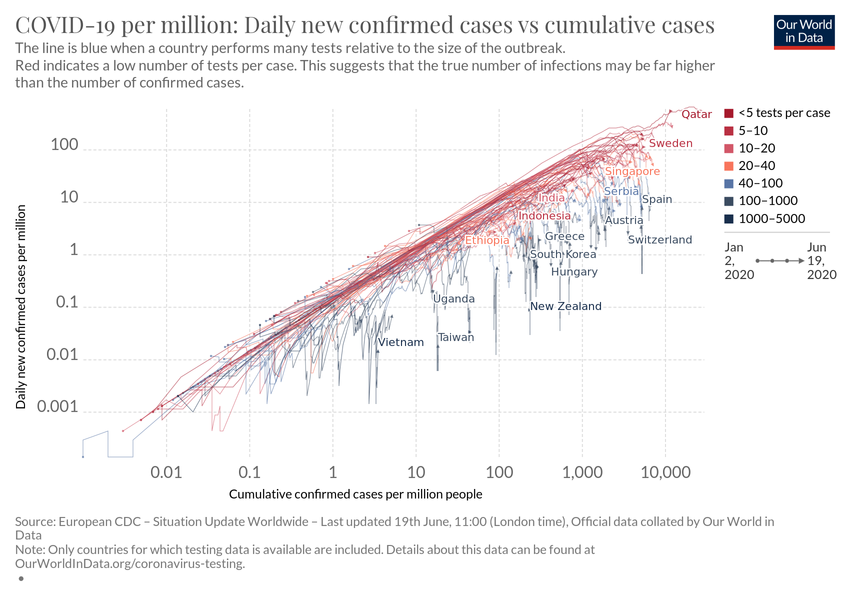 COVID-19 per million: Daily new confirmed cases vs cumulative cases
Our World
in Data
The line is blue when a country performs many tests relative to the size of the outbreak.
Red indicates a low number of tests per case. This suggests that the true number of infections may be far higher
than the number of confirmed cases.
Daily new confirmed cases per million
100
10
1
0.1
0.01
0.001
Qatar
Sweden
Singapore
Serbia
Spain
India
Indonesia
Austria
Ethiopia
Greece
Switzerland
South Korea
Hungary
Uganda
New Zealand
Vietnam
Taiwan
<5 tests per case
5–10
10–20
20–40
40–100
100–1000
1000–5000
Jan
2,
2020
Jun
19,
2020
0.01
0.1
1
10
100
1,000
10,000
Cumulative confirmed cases per million people
Source: European CDC – Situation Update Worldwide – Last updated 19th June, 11:00 (London time), Official data collated by Our World in
Data
Note: Only countries for which testing data is available are included. Details about this data can be found at
OurWorldInData.org/coronavirus-testing.